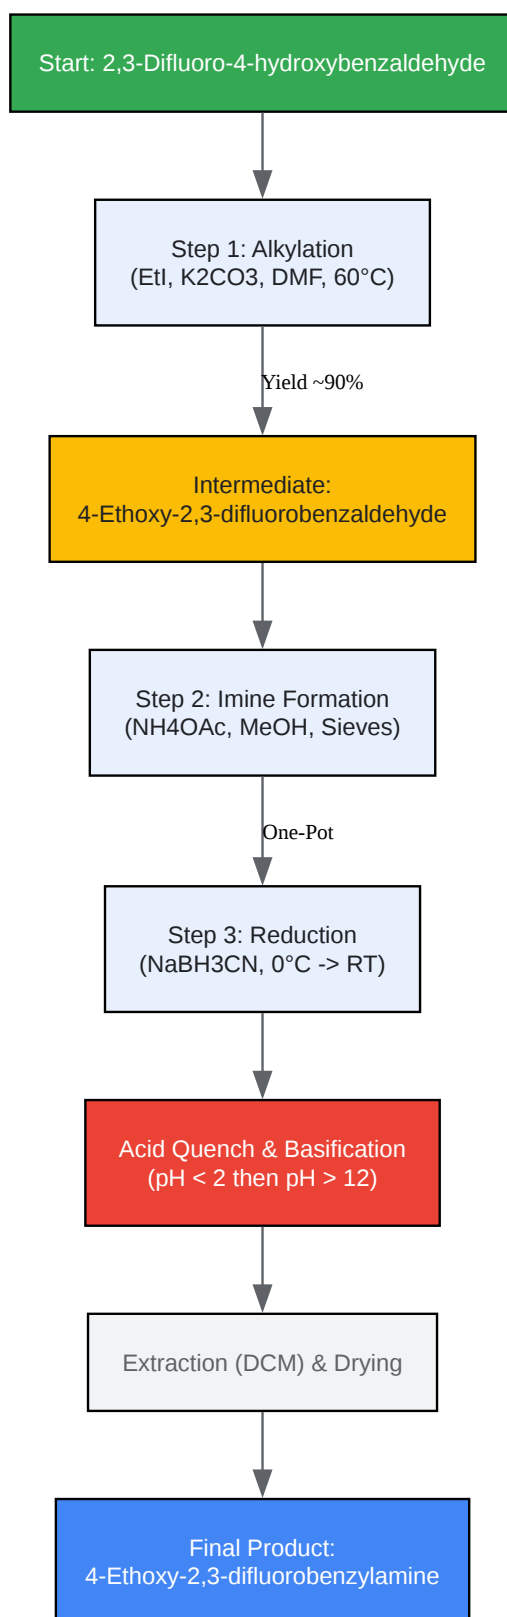 Start: 2,3-Difluoro-4-hydroxybenzaldehyde
Step 1: Alkylation
(EtI, K2CO3, DMF, 60°C)
Yield ~90%
Intermediate:
4-Ethoxy-2,3-difluorobenzaldehyde
Step 2: Imine Formation
(NH4OAc, MeOH, Sieves)
One-Pot
Step 3: Reduction
(NaBH3CN, 0°C -> RT)
Acid Quench & Basification
(pH < 2 then pH > 12)
Extraction (DCM) & Drying
Final Product:
4-Ethoxy-2,3-difluorobenzylamine